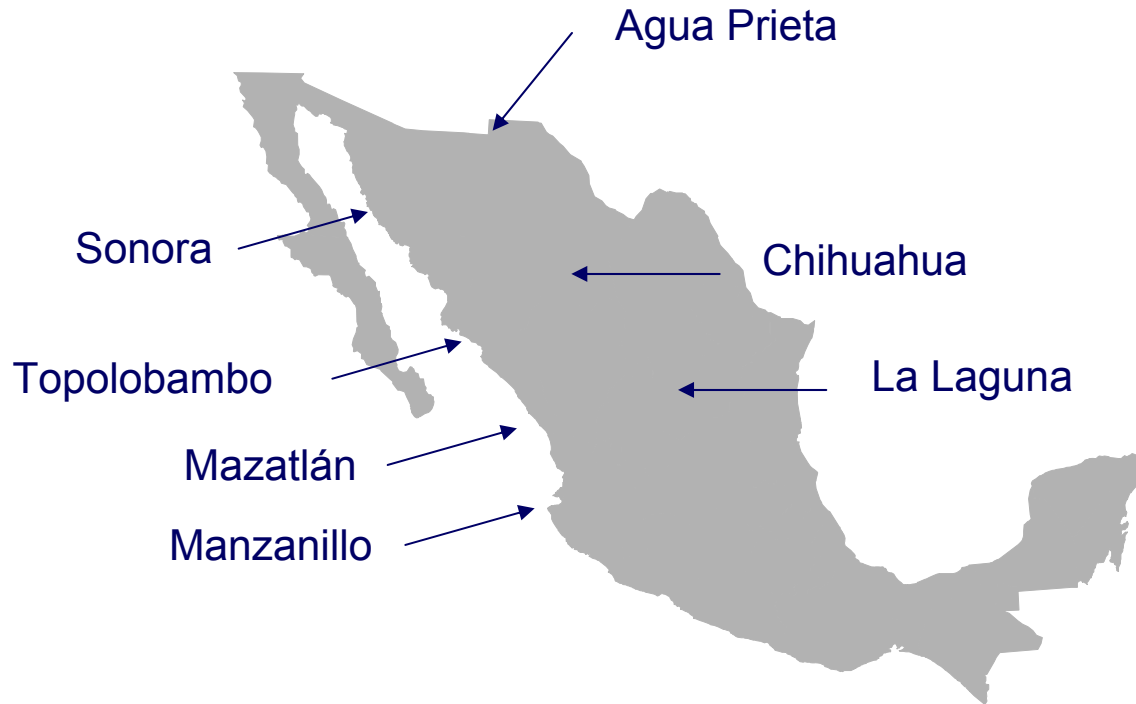 Agua Prieta
Sonora
Chihuahua
Topolobambo
La Laguna
Mazatlán
Manzanillo